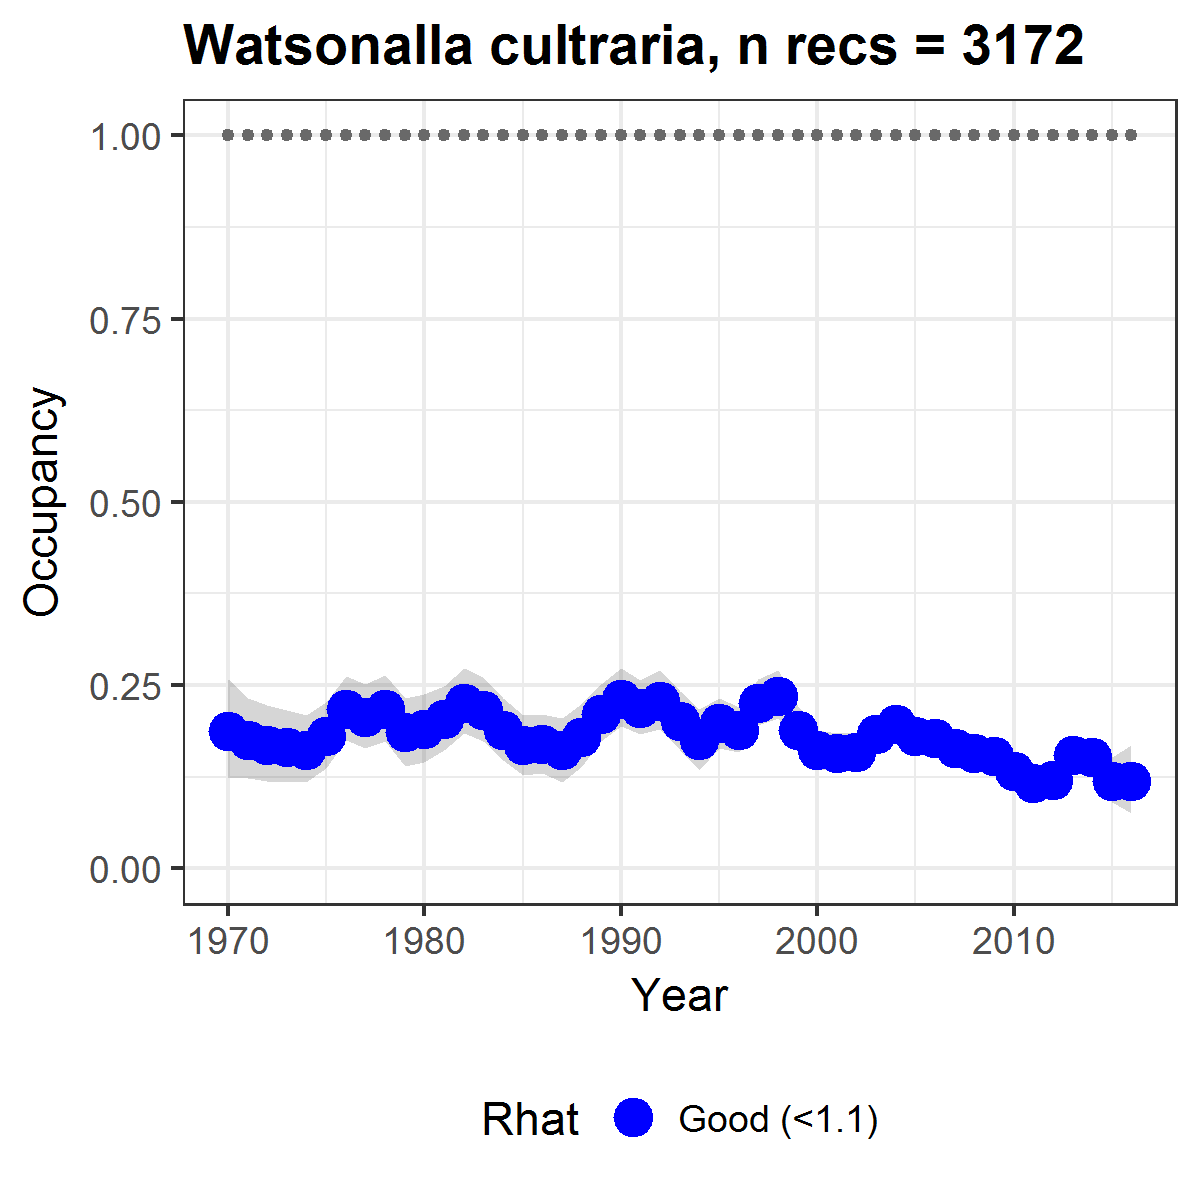 Watsonalla cultraria, n recs = 3172
1.00
0.75
0.50
0.25
0.00
Occupancy
1970 1980 1990 2000 2010
Year
Rhat Good (<1.1)